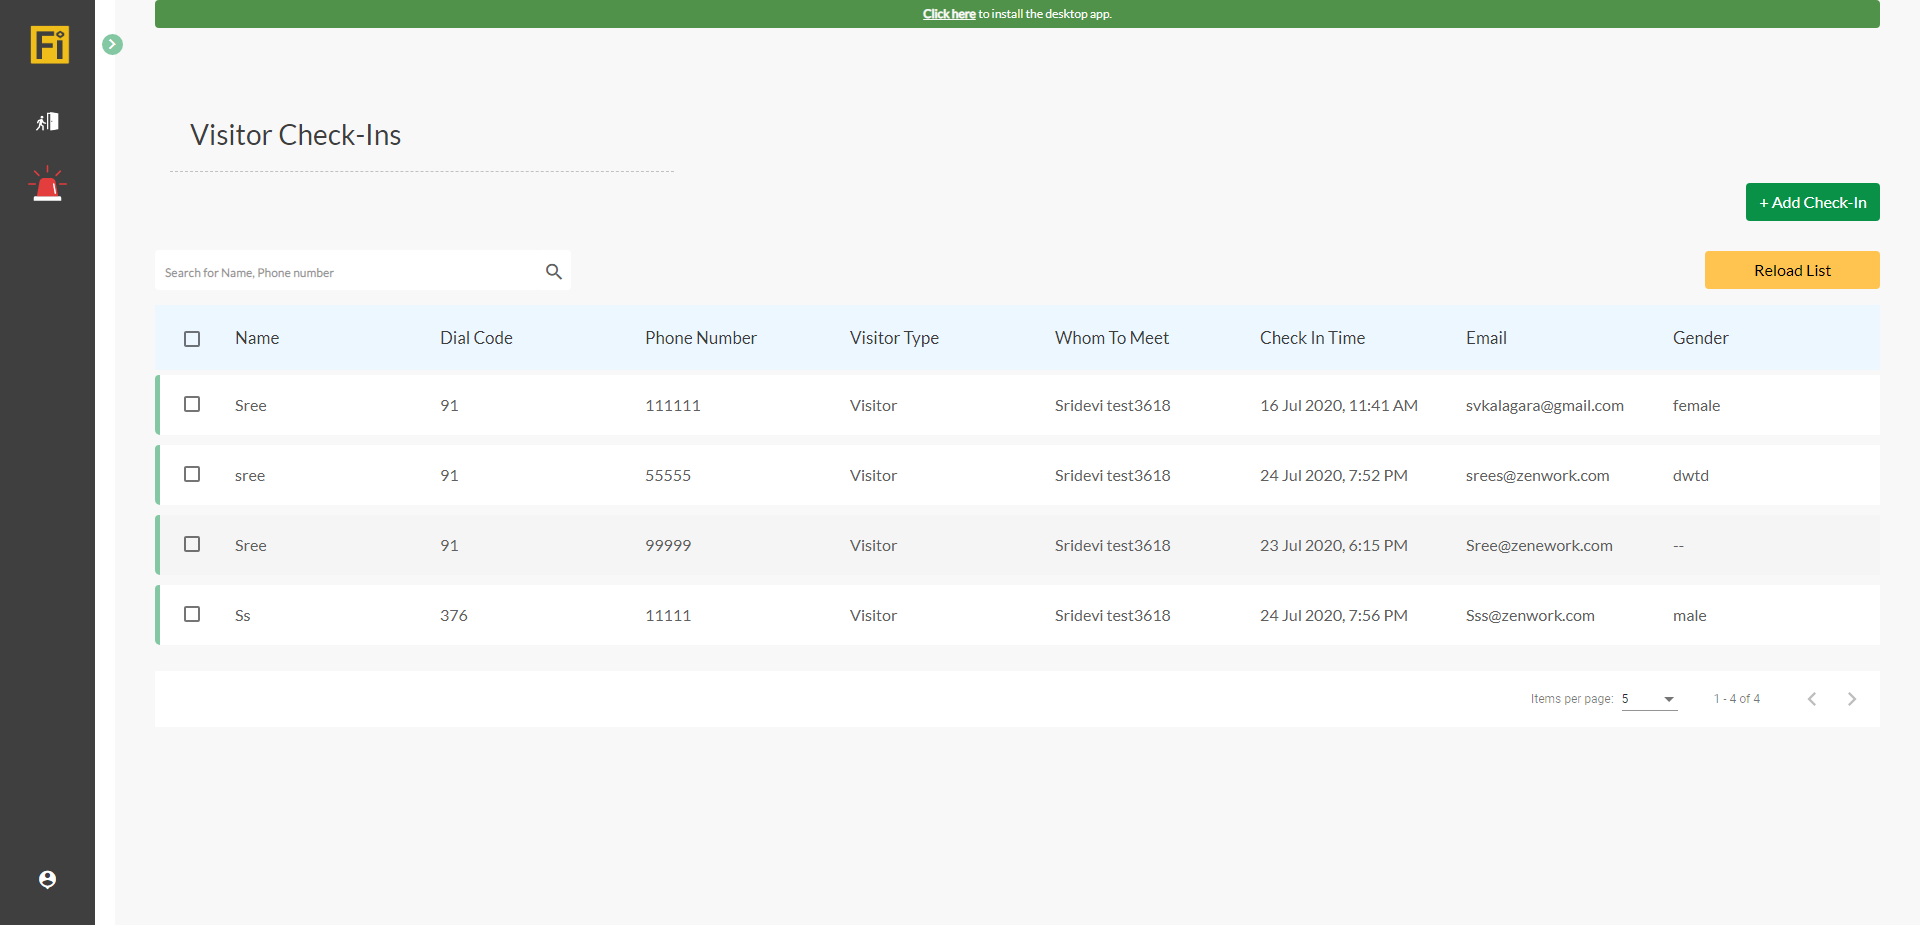 Click here to install the desktop app.
Fi
Visitor Check-Ins
+ Add Check-In
Search for Name, Phone number
Reload List
Name Dial Code Phone Number Visitor Type Whom To Meet Check In Time Email Gender
Sree 91 111111 Visitor Sridevi test3618 16 Jul 2020, 11:41 AM svkalagara@gmail.com female
sree 91 55555 Visitor Sridevi test3618 24 Jul 2020, 7:52 PM srees@zenwork.com dwtd
Sree 91 99999 Visitor Sridevi test3618 23 Jul 2020, 6:15 PM Sree@zenework.com --
Ss 376 11111 Visitor Sridevi test3618 24 Jul 2020, 7:56 PM Sss@zenwork.com male
Items per page: 5 1 - 4 of 4